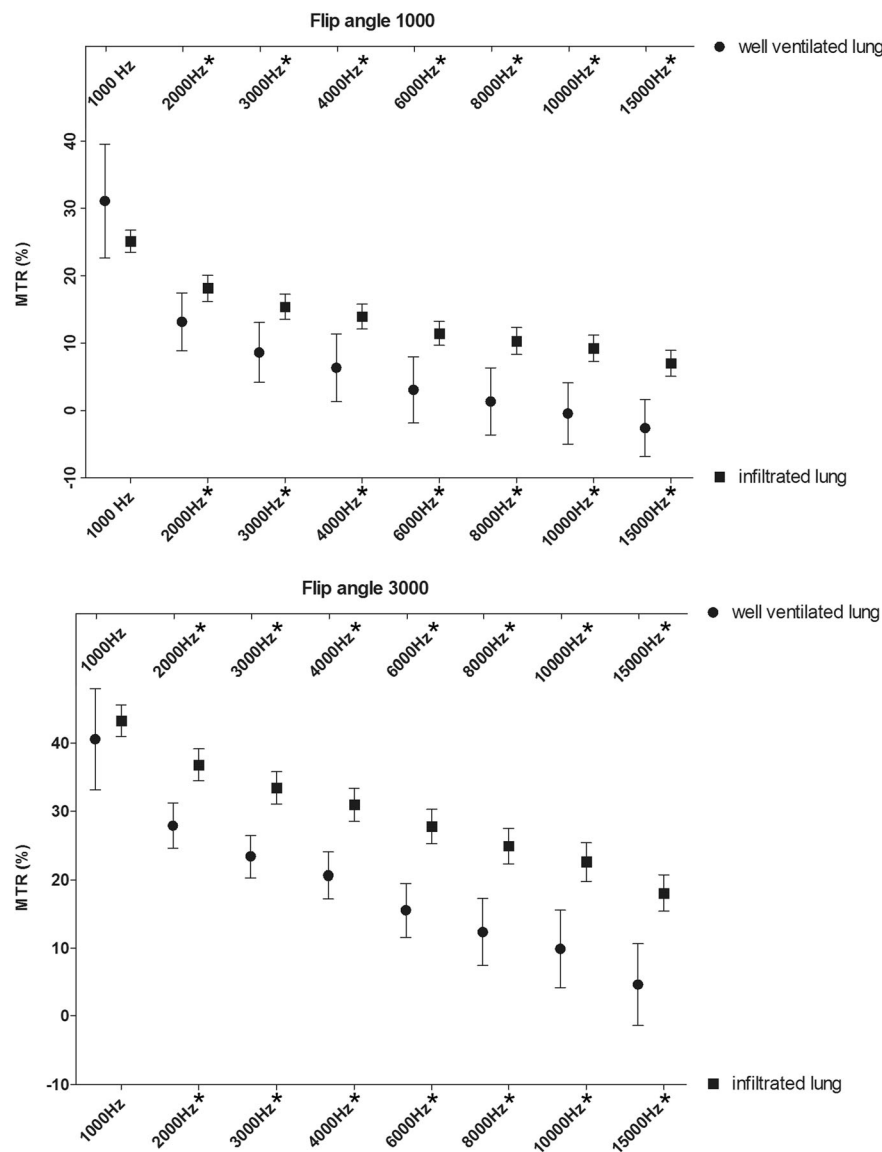 Flip angle 1000
well ventilated lung
1000 Hz 2000Hz* 3000Hz* 4000Hz* 6000Hz* 8000Hz* 10000Hz* 15000Hz*
40
30
20
10
0
-10
MTR (%)
infiltrated lung
1000 Hz 2000Hz* 3000Hz* 4000Hz* 6000Hz* 8000Hz* 10000Hz* 15000Hz*
Flip angle 3000
well ventilated lung
1000Hz 2000Hz* 3000Hz* 4000Hz* 6000Hz* 8000Hz* 10000Hz* 15000Hz*
40
30
20
10
0
-10
MTR (%)
infiltrated lung
1000Hz 2000Hz* 3000Hz* 4000Hz* 6000Hz* 8000Hz* 10000Hz* 15000Hz*